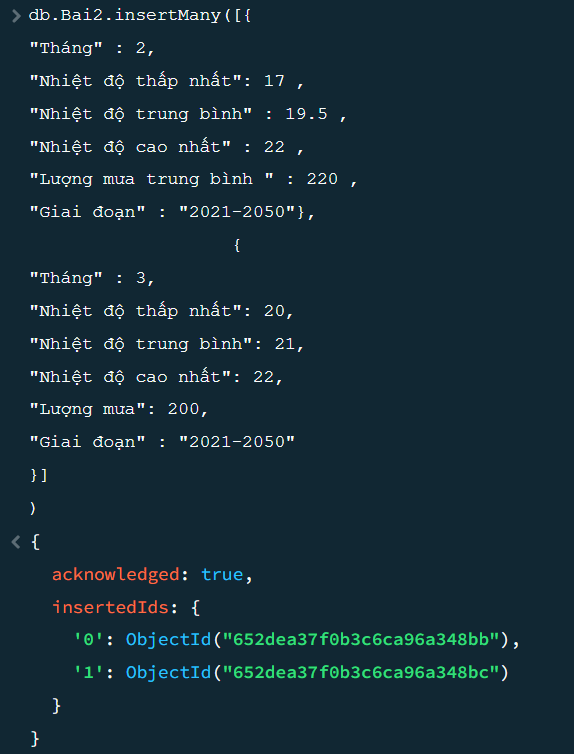 db.Bai2.insertMany([{
"Tháng" : 2,
"Nhiệt độ thấp nhất": 17 ,
"Nhiệt độ trung bình" : 19.5 ,
"Nhiệt độ cao nhất" : 22 ,
"Lượng mưa trung bình " : 220 ,
"Giai đoạn" : "2021-2050"},
{
"Tháng" : 3,
"Nhiệt độ thấp nhất": 20,
"Nhiệt độ trung bình": 21,
"Nhiệt độ cao nhất": 22,
"Lượng mưa": 200,
"Giai đoạn" : "2021-2050"
}]
)
{
acknowledged: true,
insertedIds: {
'0': ObjectId("652dea37f0b3c6ca96a348bb"),
'1': ObjectId("652dea37f0b3c6ca96a348bc")
}
}